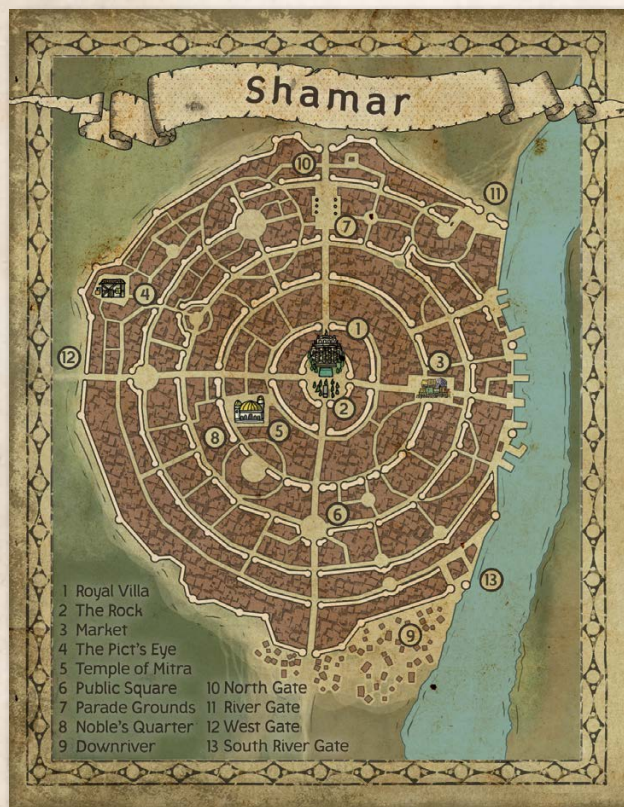 Shamar
10
11
7
4
1
12
3
2
8
5
6
13
9
1 Royal Villa
2 The Rock
3 Market
4 The Pict's Eye
5 Temple of Mitra
6 Public Square
7 Parade Grounds
8 Noble's Quarter
9 Downriver
10 North Gate
11 River Gate
12 West Gate
13 South River Gate